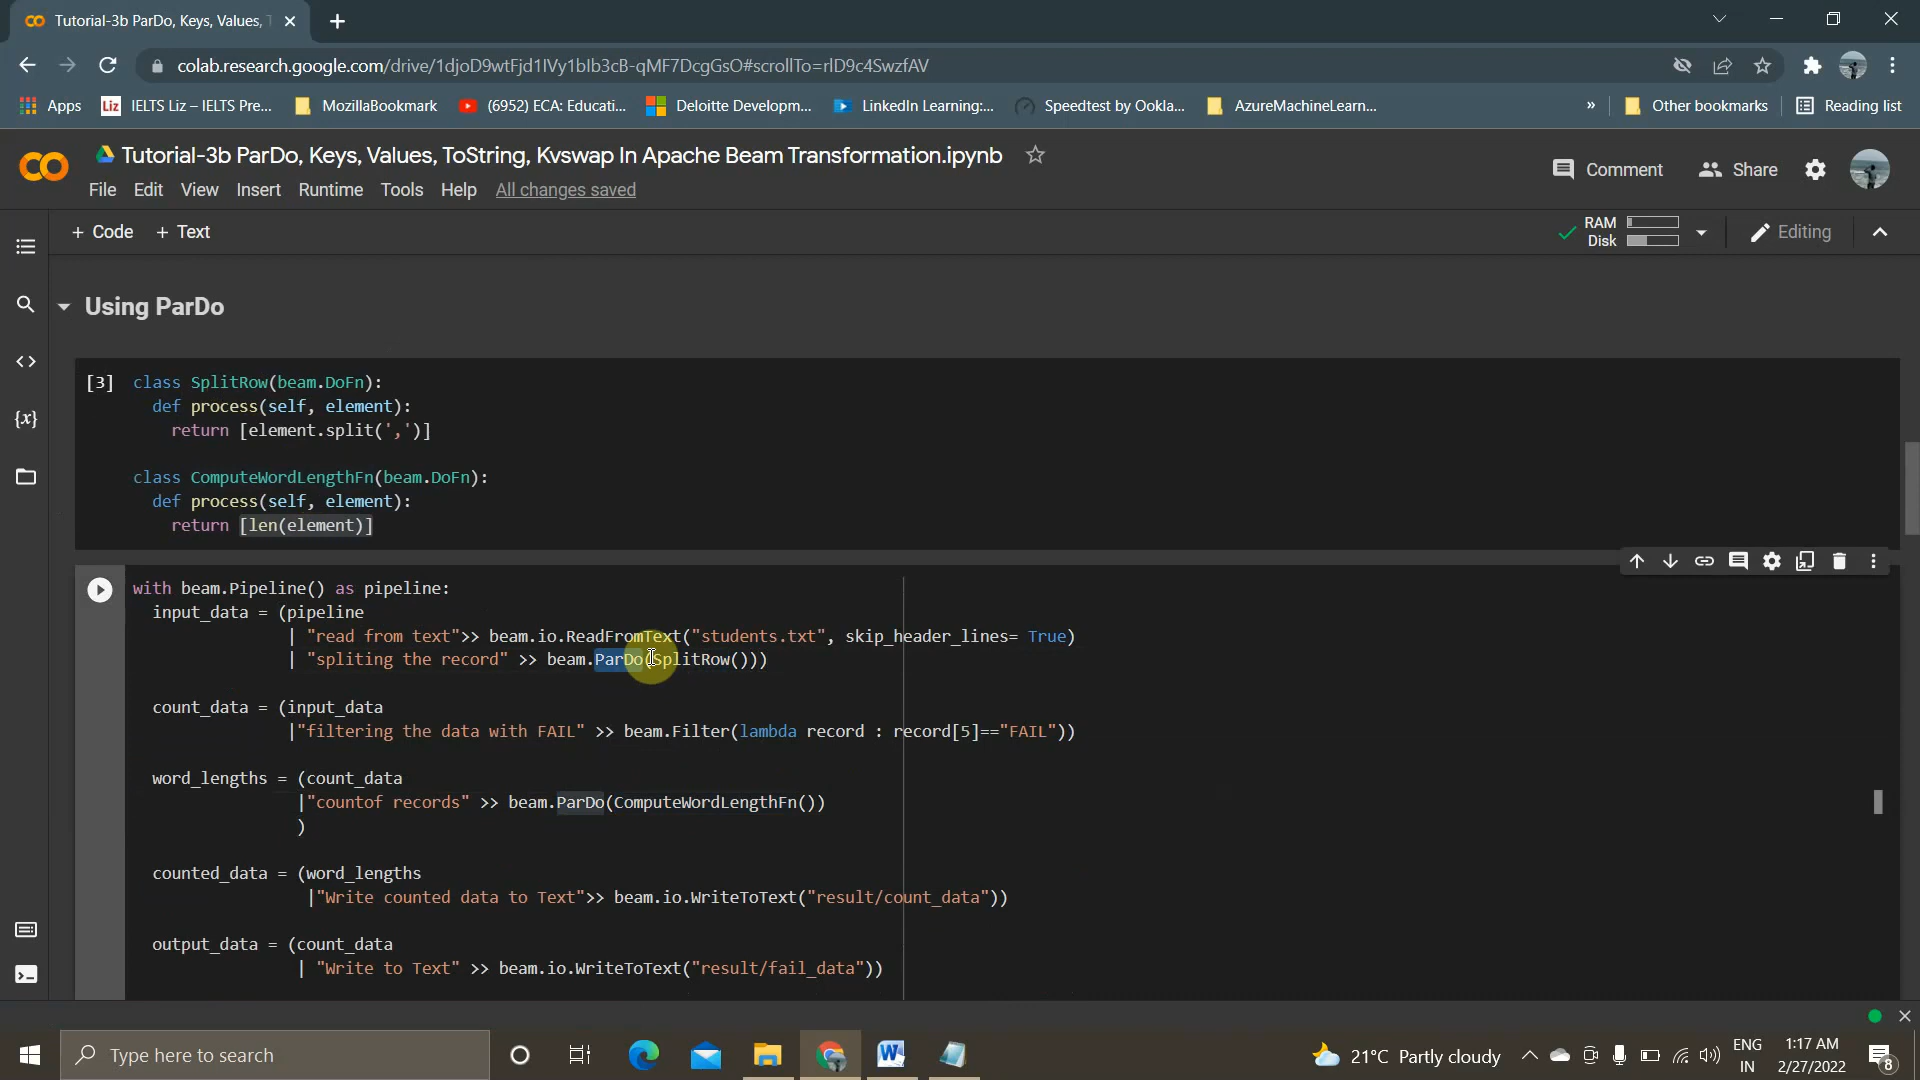 Tutorial-3b ParDo, Keys, Values, T
colab.research.google.com/drive/1djoD9wtFjd1IVy1bIb3cB-qMF7DcgGsO#scrollTo=rlD9c4SwzfAV
Apps
Liz IELTS Liz – IELTS Pre...
MozillaBookmark
(6952) ECA: Educati...
Deloitte Developm...
LinkedIn Learning:...
Speedtest by Ookla...
AzureMachineLearn...
»
Other bookmarks
Reading list
Tutorial-3b ParDo, Keys, Values, ToString, Kvswap In Apache Beam Transformation.ipynb
Comment
Share
File Edit View Insert Runtime Tools Help All changes saved
+ Code + Text
RAM
Disk
Editing
Using ParDo
[3] class SplitRow(beam.DoFn):
def process(self, element):
return [element.split(',')]
class ComputeWordLengthFn(beam.DoFn):
def process(self, element):
return [len(element)]
with beam.Pipeline() as pipeline:
input_data = (pipeline
| "read from text">> beam.io.ReadFromText("students.txt", skip_header_lines= True)
| "spliting the record" >> beam.ParDo(SplitRow()))
count_data = (input_data
|"filtering the data with FAIL" >> beam.Filter(lambda record : record[5]=="FAIL"))
word_lengths = (count_data
|"countof records" >> beam.ParDo(ComputeWordLengthFn())
)
counted_data = (word_lengths
|"Write counted data to Text">> beam.io.WriteToText("result/count_data"))
output_data = (count_data
| "Write to Text" >> beam.io.WriteToText("result/fail_data"))
Type here to search
21°C Partly cloudy
ENG
IN
1:17 AM
2/27/2022
8